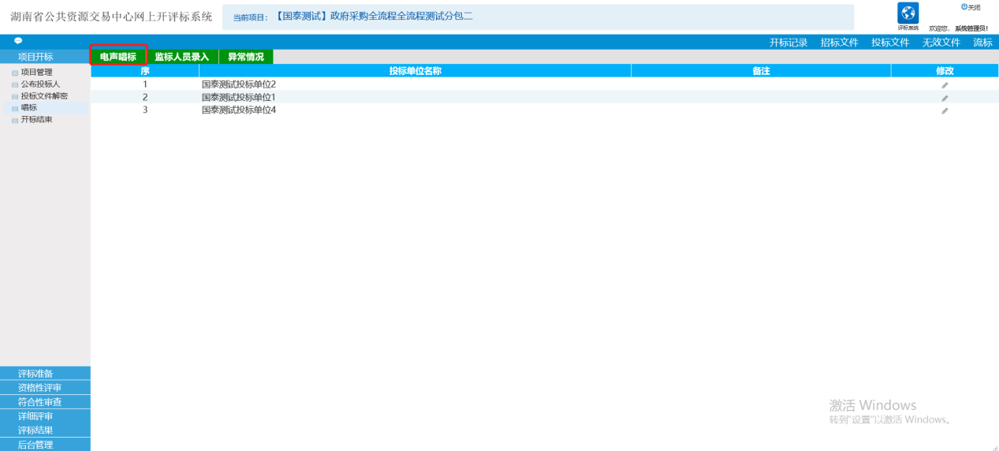 湖南省公共资源交易中心网上开评标系统
当前项目： 【国泰测试】政府采购全流程全流程测试分包二
关闭
评标系统
欢迎您， 系统管理员！
开标记录 招标文件 投标文件 无效文件 流标
项目开标
项目管理
公布投标人
投标文件解密
唱标
开标结束
电声唱标 监标人员录入 异常情况
序 投标单位名称 备注 修改
1 国泰测试投标单位2
2 国泰测试投标单位1
3 国泰测试投标单位4
评标准备
资格性评审
符合性审查
详细评审
评标结果
后台管理
激活 Windows
转到"设置"以激活 Windows。